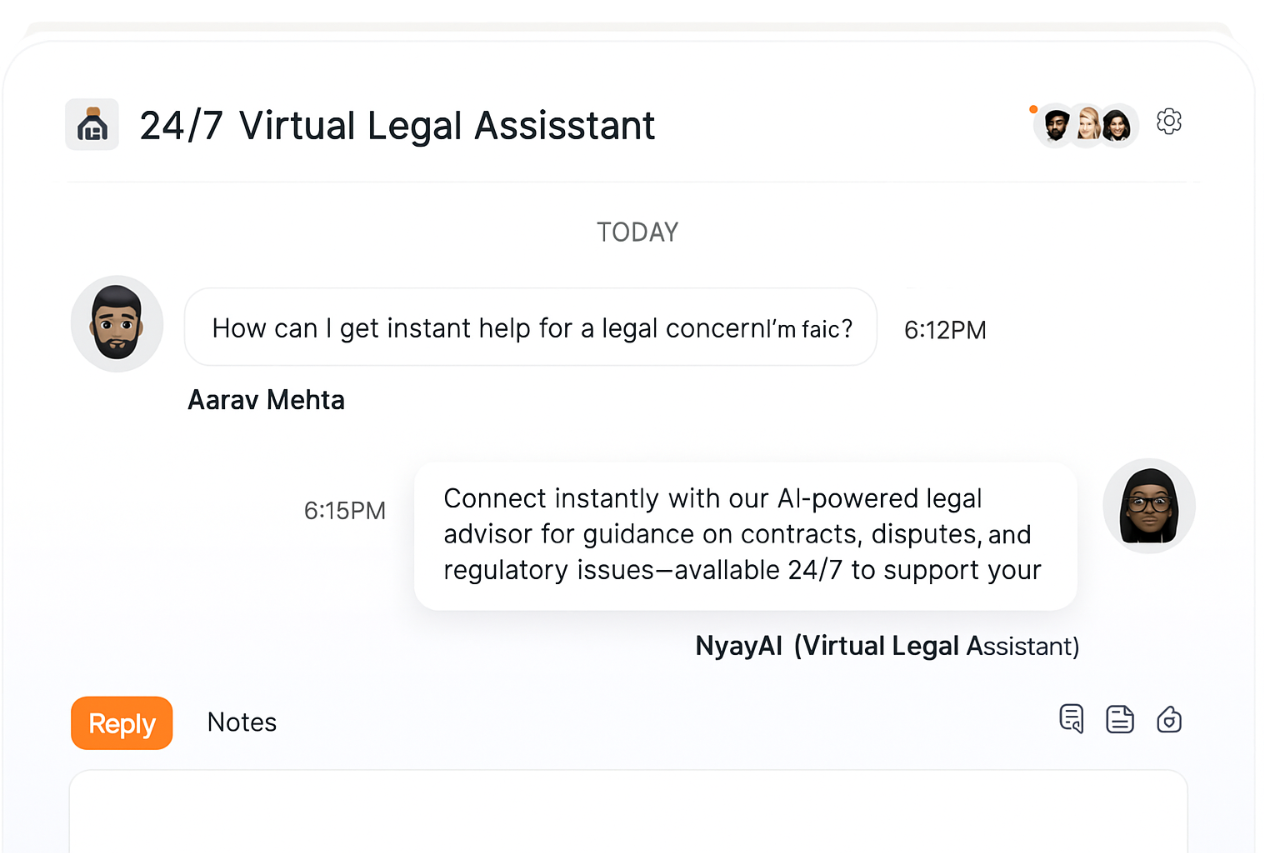 24/7 Virtual Legal Assisstant
TODAY
How can I get instant help for a legal concernI'm faic?
6:12PM
Aarav Mehta
6:15PM
Connect instantly with our AI-powered legal
advisor for guidance on contracts, disputes, and
regulatory issues—avallable 24/7 to support your
NyayAI (Virtual Legal Assistant)
Reply
Notes